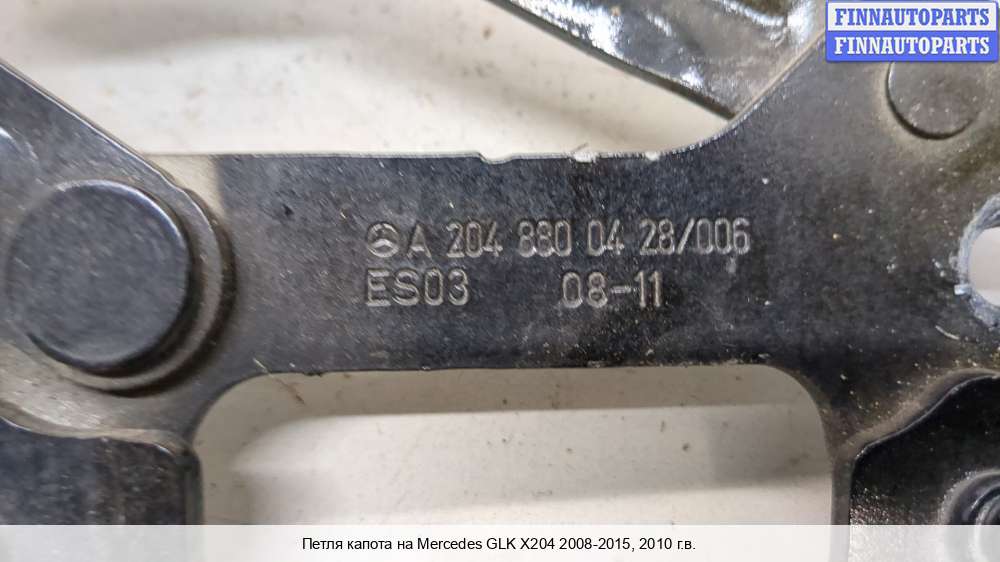 FINNAUTOPARTS
FINNAUTOPARTS
A 204 880 04 28/006
ES03 08-11
Петля капота на Mercedes GLK X204 2008-2015, 2010 г.в.